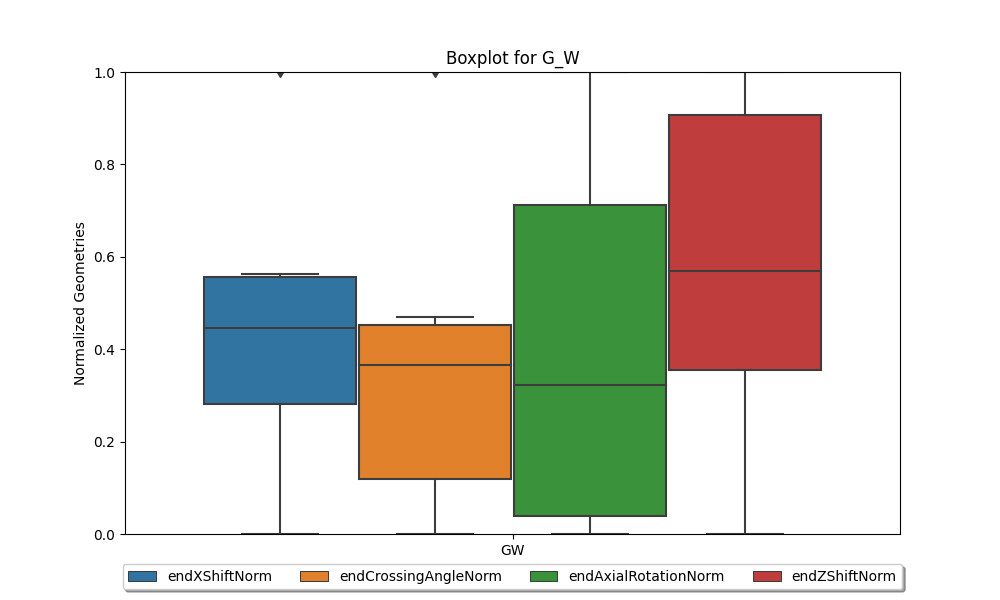 Boxplot for G_W
1.0
0.8
0.6
0.4
0.2
0.0
Normalized Geometries
GW
endXShiftNorm endCrossingAngleNorm endAxialRotationNorm endZShiftNorm